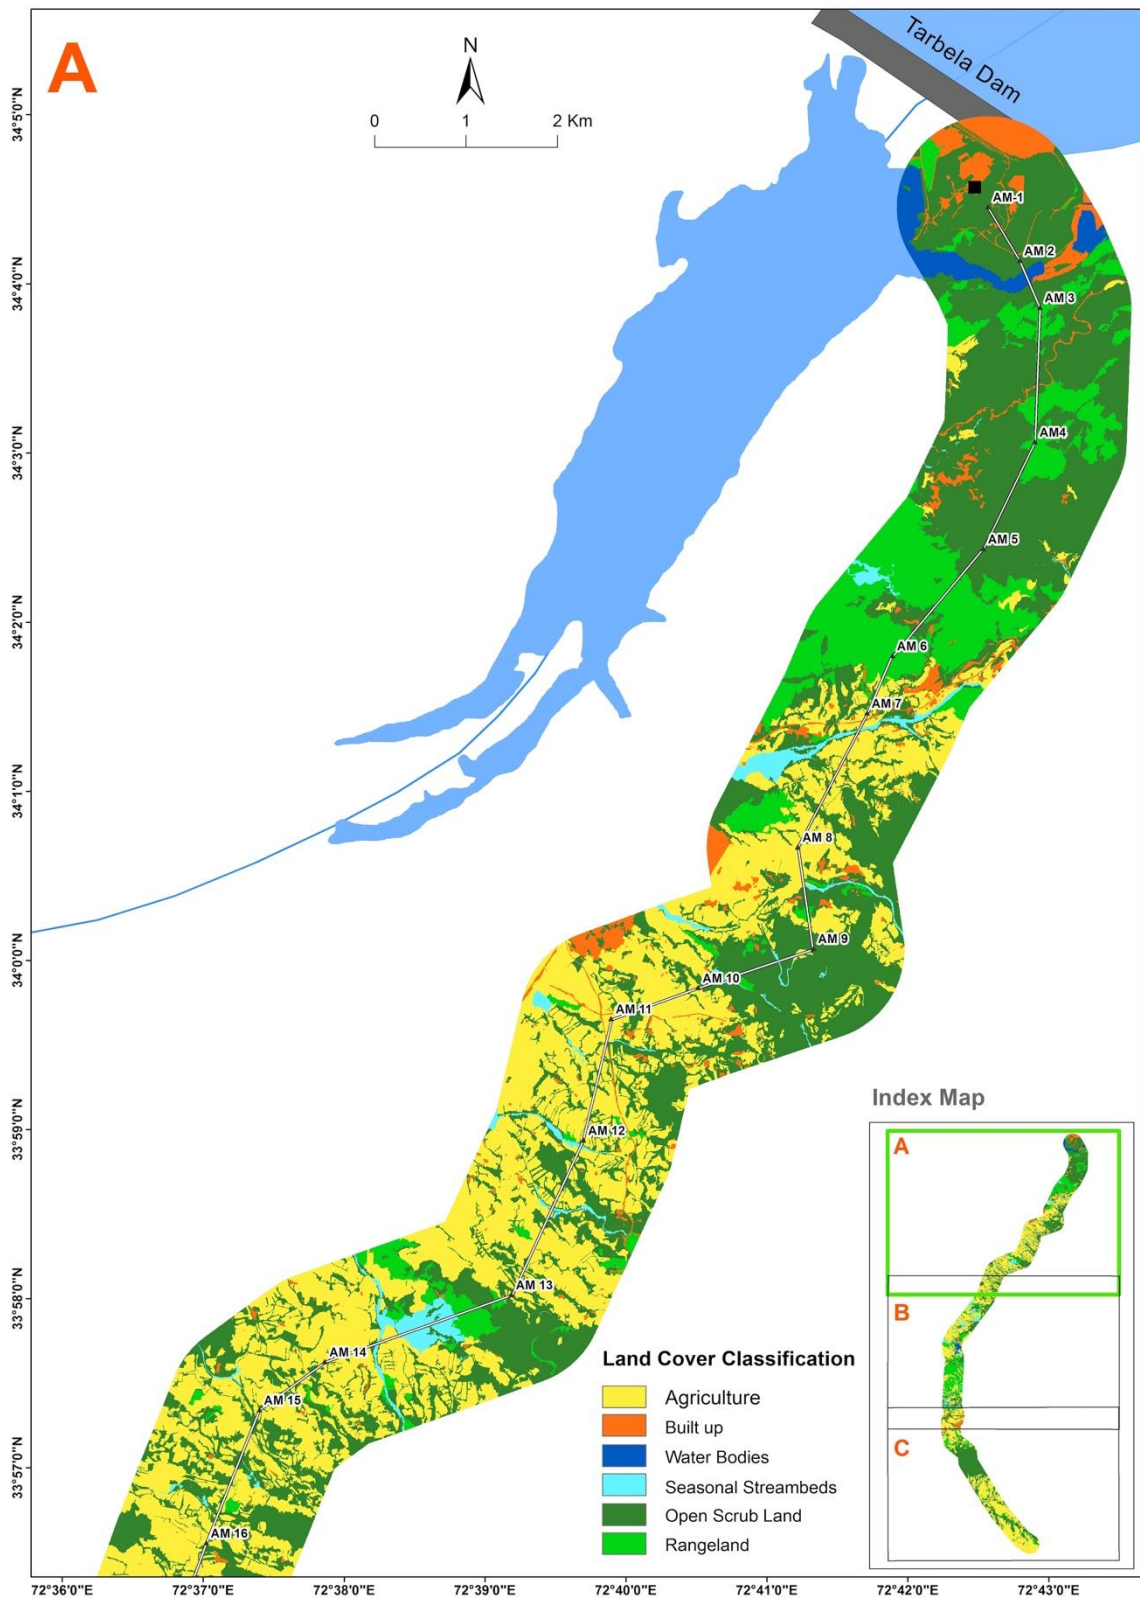 A
N
0 1 2 Km
Tarbela Dam
34°5'0"N
34°4'0"N
34°3'0"N
34°2'0"N
34°1'0"N
34°0'0"N
33°59'0"N
33°58'0"N
33°57'0"N
AM-1
AM 2
AM 3
AM4
AM 5
AM 6
AM 7
AM 8
AM 9
AM 10
AM 11
AM 12
AM 13
AM 14
AM 15
AM 16
Index Map
A
B
C
Land Cover Classification
Agriculture
Built up
Water Bodies
Seasonal Streambeds
Open Scrub Land
Rangeland
72°36'0"E 72°37'0"E 72°38'0"E 72°39'0"E 72°40'0"E 72°41'0"E 72°42'0"E 72°43'0"E